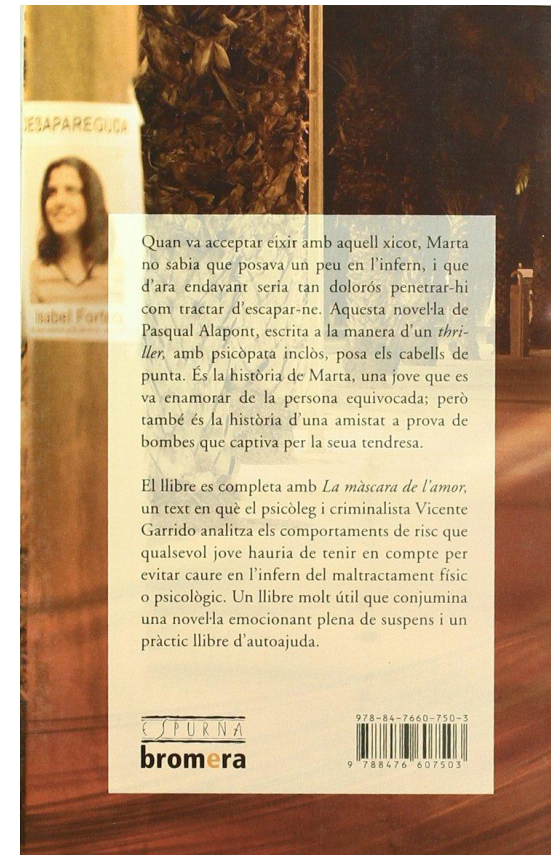 DESAPAREGUDA
Isabel
Quan va acceptar eixir amb aquell xicot, Marta
no sabia que posava un peu en l'infern, i que
d'ara endavant seria tan dolorós penetrar-hi
com tractar d'escapar-ne. Aquesta novel·la de
Pasqual Alapont, escrita a la manera d'un thri-
ller, amb psicòpata inclòs, posa els cabells de
punta. És la història de Marta, una jove que es
va enamorar de la persona equivocada; però
també és la història d'una amistat a prova de
bombes que captiva per la seua tendresa.
El llibre es completa amb La màscara de l'amor,
un text en què el psicòleg i criminalista Vicente
Garrido analitza els comportaments de risc que
qualsevol jove hauria de tenir en compte per
evitar caure en l'infern del maltractament físic
o psicològic. Un llibre molt útil que conjumina
una novel·la emocionant plena de suspens i un
pràctic llibre d'autoajuda.
ESPURNA
bromera
978-84-7660-750-3
9 788476 607503